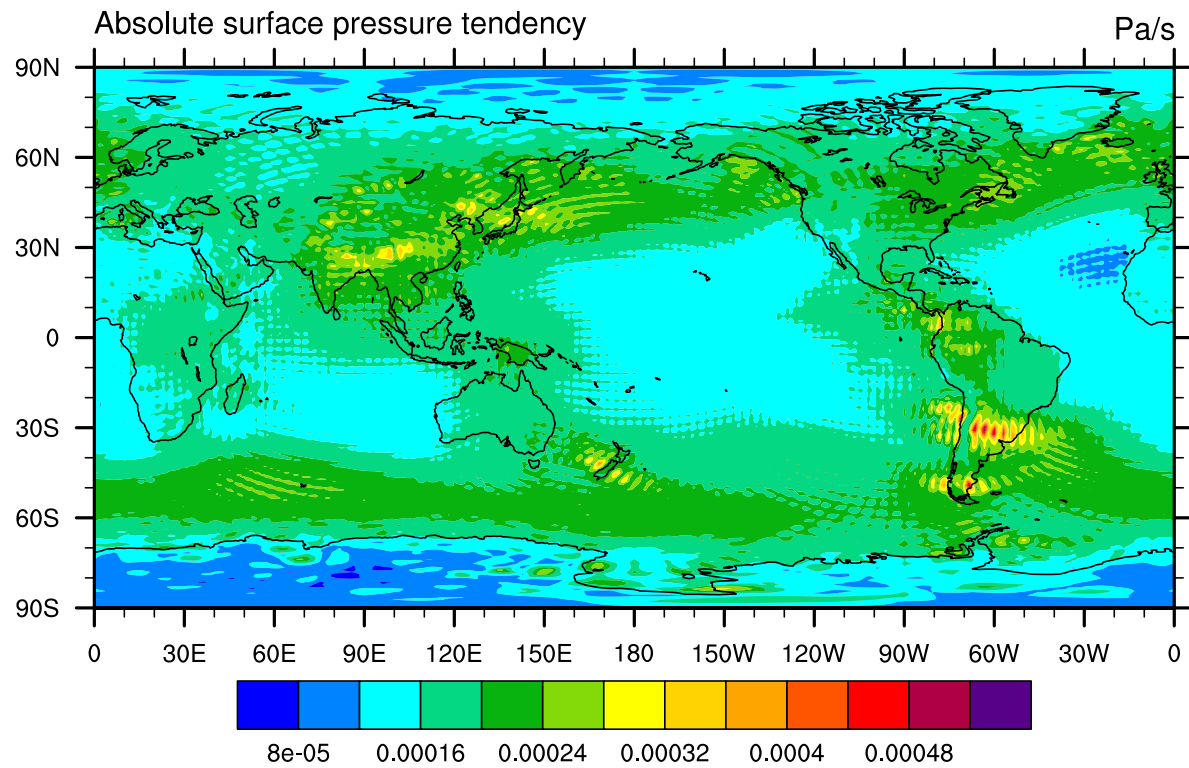 Absolute surface pressure tendency Pa/s
90N
60N
30N
0
30S
60S
90S
0 30E 60E 90E 120E 150E 180 150W 120W 90W 60W 30W 0
8e-05 0.00016 0.00024 0.00032 0.0004 0.00048